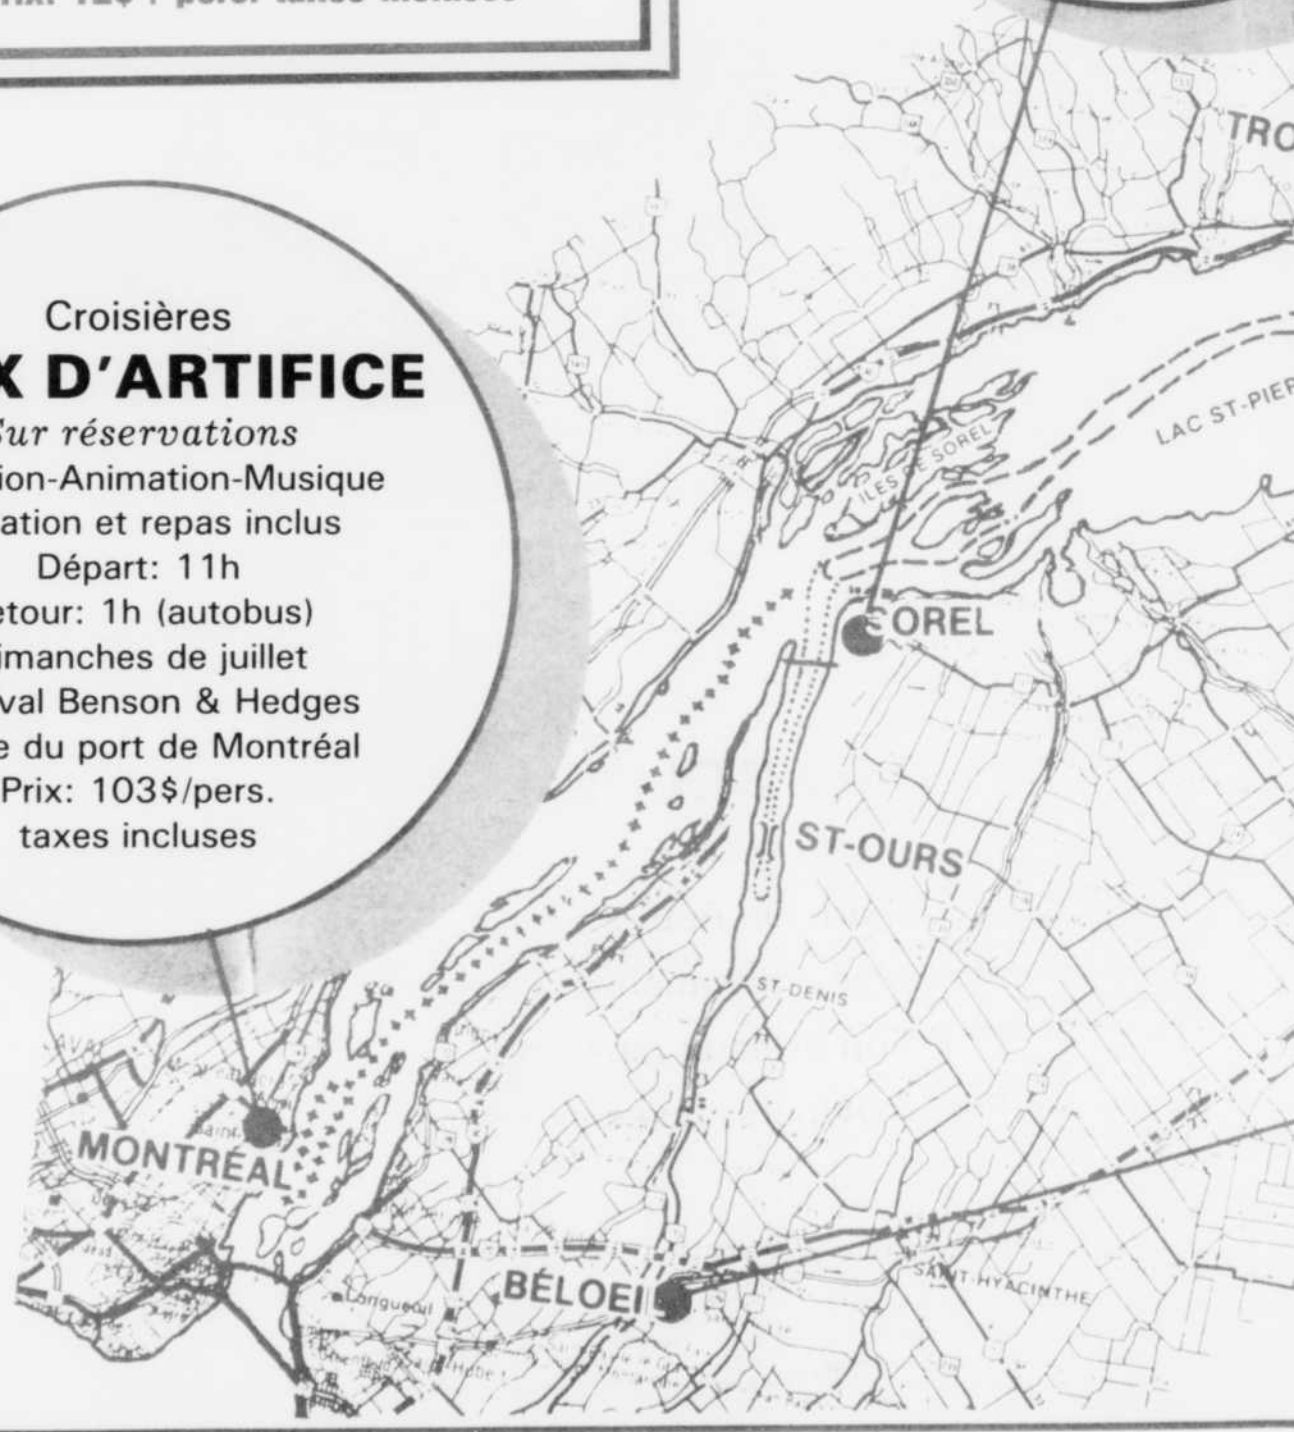 Croisières
X D'ARTIFICE
Sur réservations
ion-Animation-Musique
ation et repas inclus
Départ: 11h
etour: 1h (autobus)
imanches de juillet
val Benson & Hedges
e du port de Montréal
Prix: 103$/pers.
taxes incluses
TRO
LAC ST-PIER
ILES DE SOREL
SOREL
ST-OURS
ST-DENIS
LAVAL
MONTRÉAL
BÉLOEIL
SAINT-HYACINTHE
Longueuil